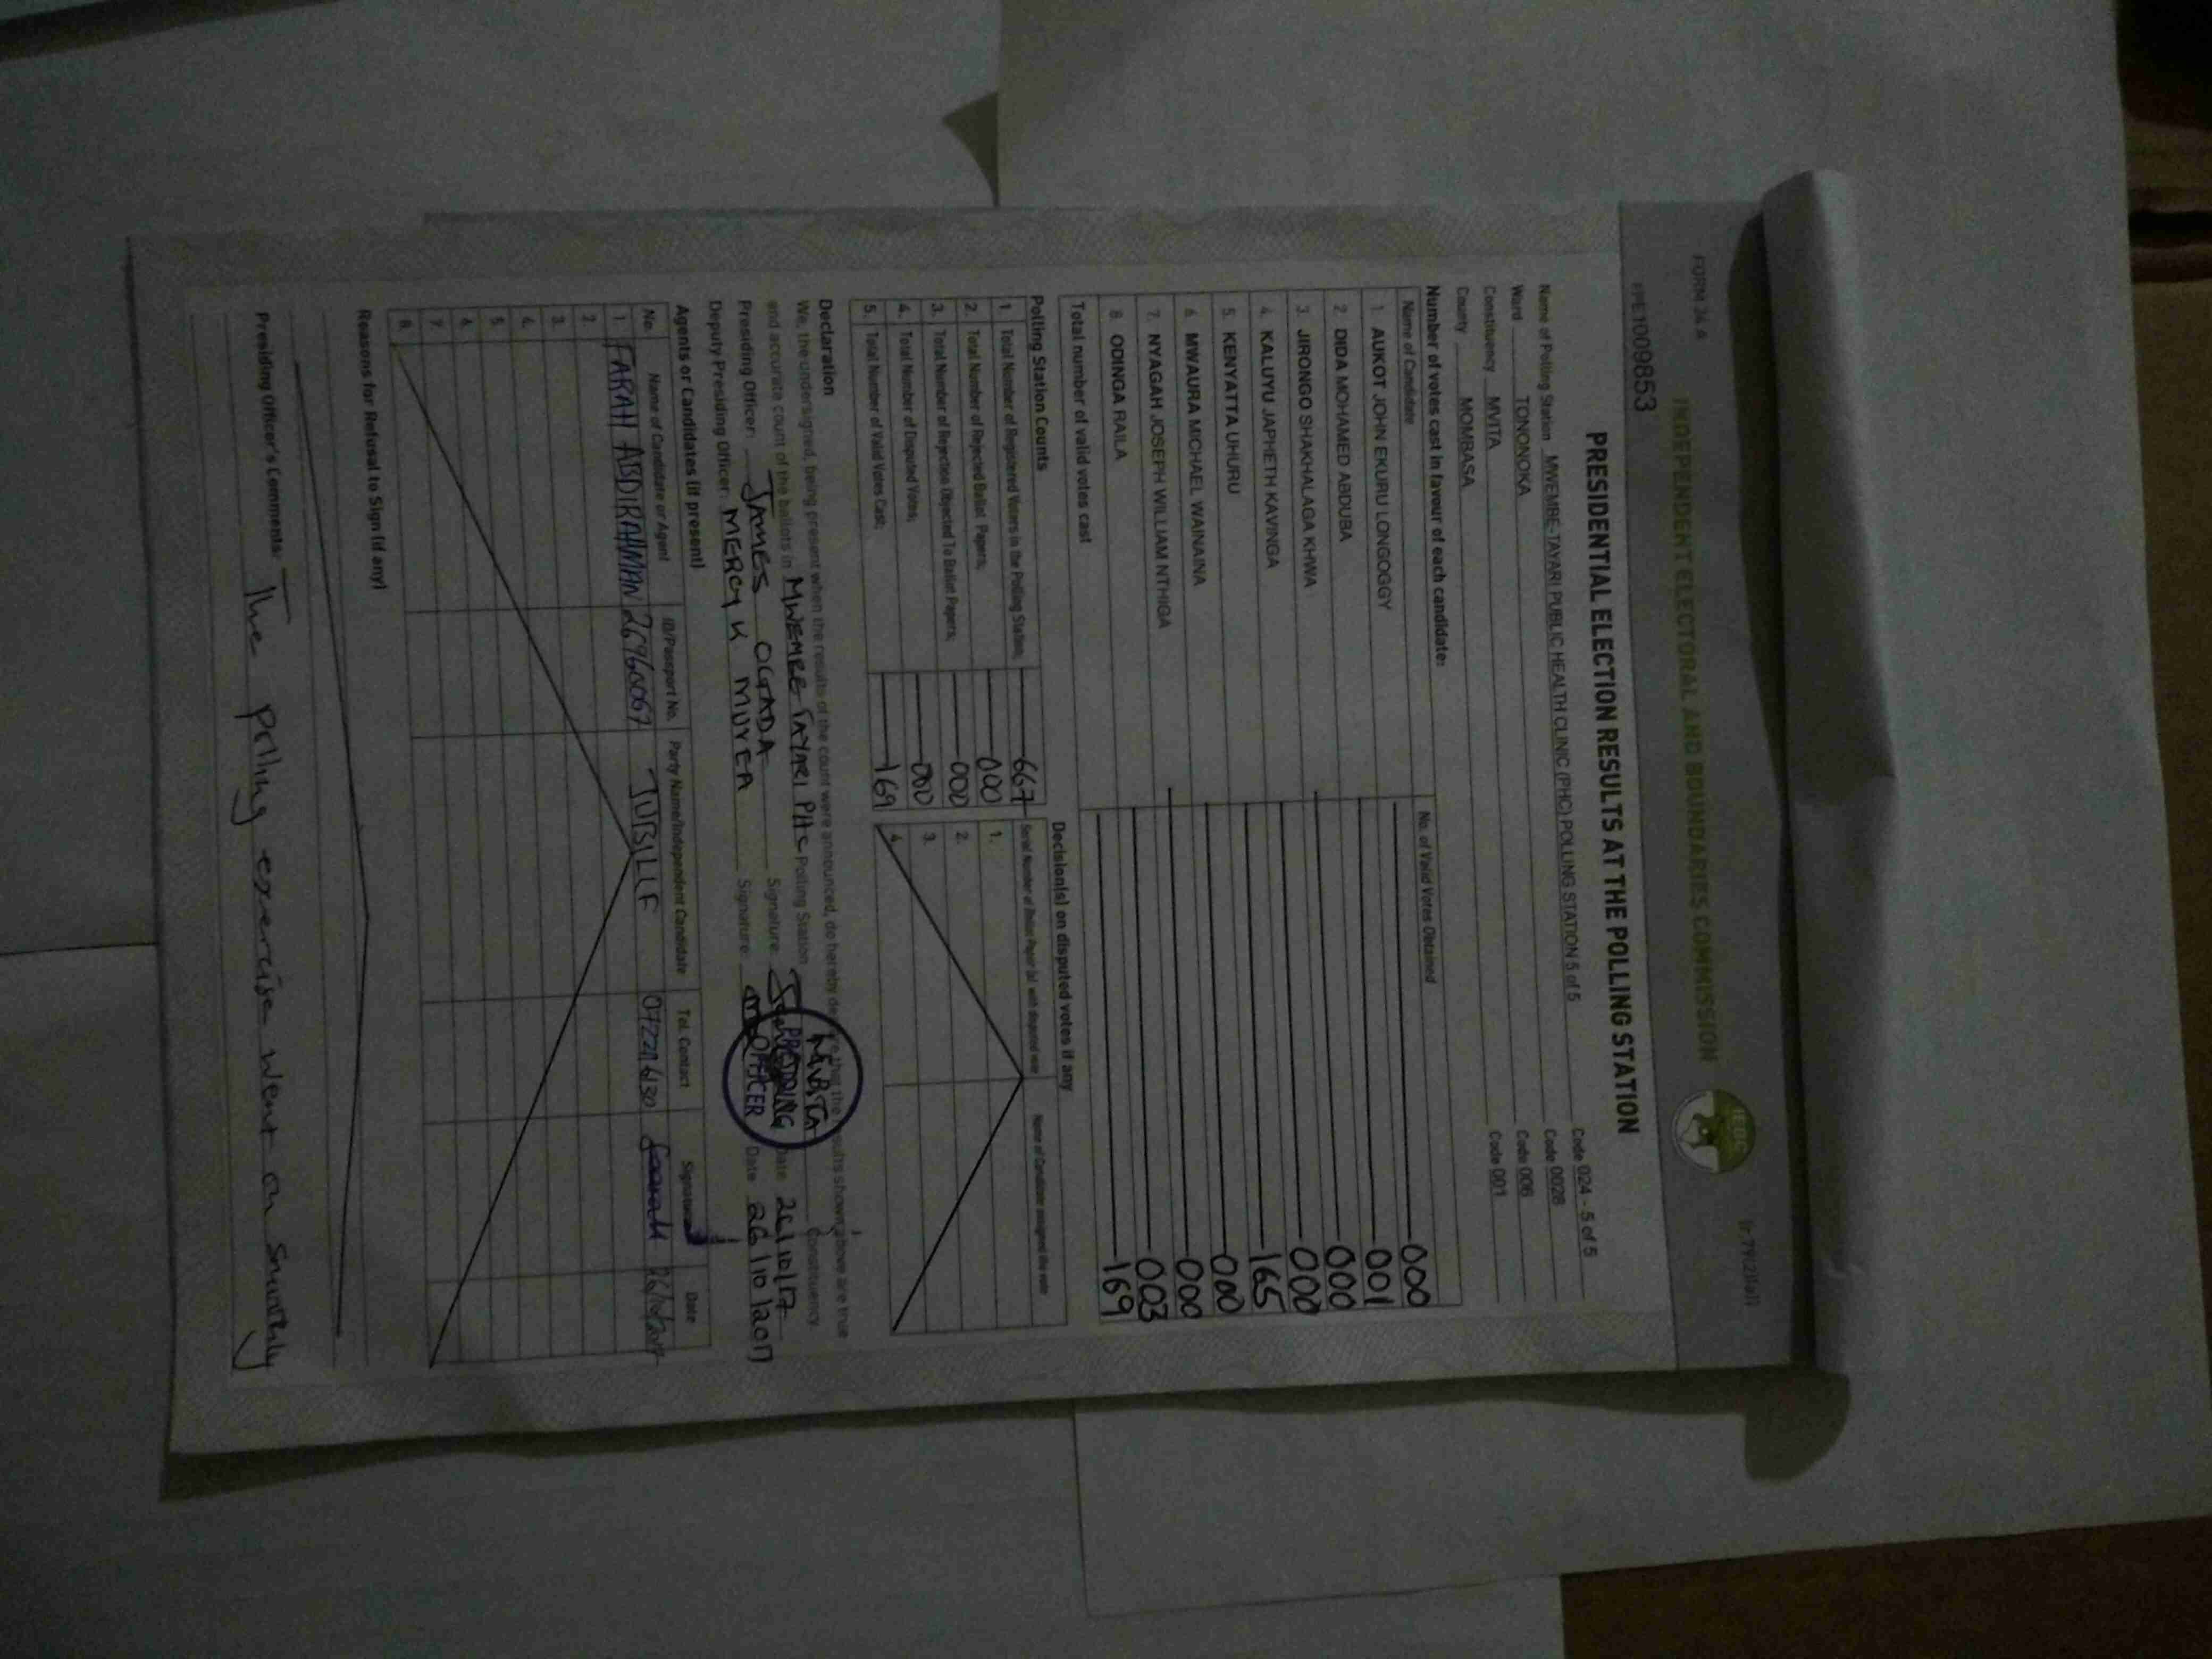 FORM 34 A
INDEPENDENT ELECTORAL AND BOUNDARIES COMMISSION
IEBC
PRE1009853
PRESIDENTIAL ELECTION RESULTS AT THE POLLING STATION
Name of Polling Station MWEMBE-TAYARI PUBLIC HEALTH CLINIC (PHC) POLLING STATION 5 of 5 Code 024 - 5 of 5
Ward TONONOKA Code 0028
Constituency MVITA Code 006
County MOMBASA Code 001
Number of votes cast in favour of each candidate:
Name of Candidate No. of Valid Votes Obtained
1 AUKOT JOHN EKURU LONGOGGY 000
2 DIDA MOHAMED ABDUBA 001
3 JIRONGO SHAKHALAGA KHWA 000
4 KALUYU JAPHETH KAVINGA 000
5 KENYATTA UHURU 165
6 MWAURA MICHAEL WAINAINA 000
7 NYAGAH JOSEPH WILLIAM NTHIGA 000
8 ODINGA RAILA 003
Total number of valid votes cast 169
Polling Station Counts
1 Total Number of Registered Voters in the Polling Station; 667
2. Total Number of Rejected Ballot Papers; 000
3. Total Number of Rejection Objected To Ballot Papers; 000
4. Total Number of Disputed Votes; 000
5. Total Number of Valid Votes Cast; 169
Decision(s) on disputed votes if any
Serial Number of Ballot Paper (s) with disputed vote Name of Candidate assigned the vote
1.
2.
3.
4.
Declaration
We, the undersigned, being present when the results of the count were announced, do hereby declare that the results shown above are true
and accurate count of the ballots in MWEMBE TAYARI PHC Polling Station MVITA Constituency.
Presiding Officer: JAMES OGADA Signature: Date 26/10/17
Deputy Presiding Officer: MERCY K MUYEA Signature: Date 26/10/2017
PRESIDING
OFFICER
Agents or Candidates (if present)
No. Name of Candidate or Agent ID/Passport No. Party Name/Independent Candidate Tel. Contact Signature Date
1. FARAH ABDIRAHMAN 26960067 JUBILLE 26/10/2017
2.
3.
4.
5.
6.
7.
8.
Reasons for Refusal to Sign (if any)
Presiding Officer's Comments: The polling exercise went on smoothly